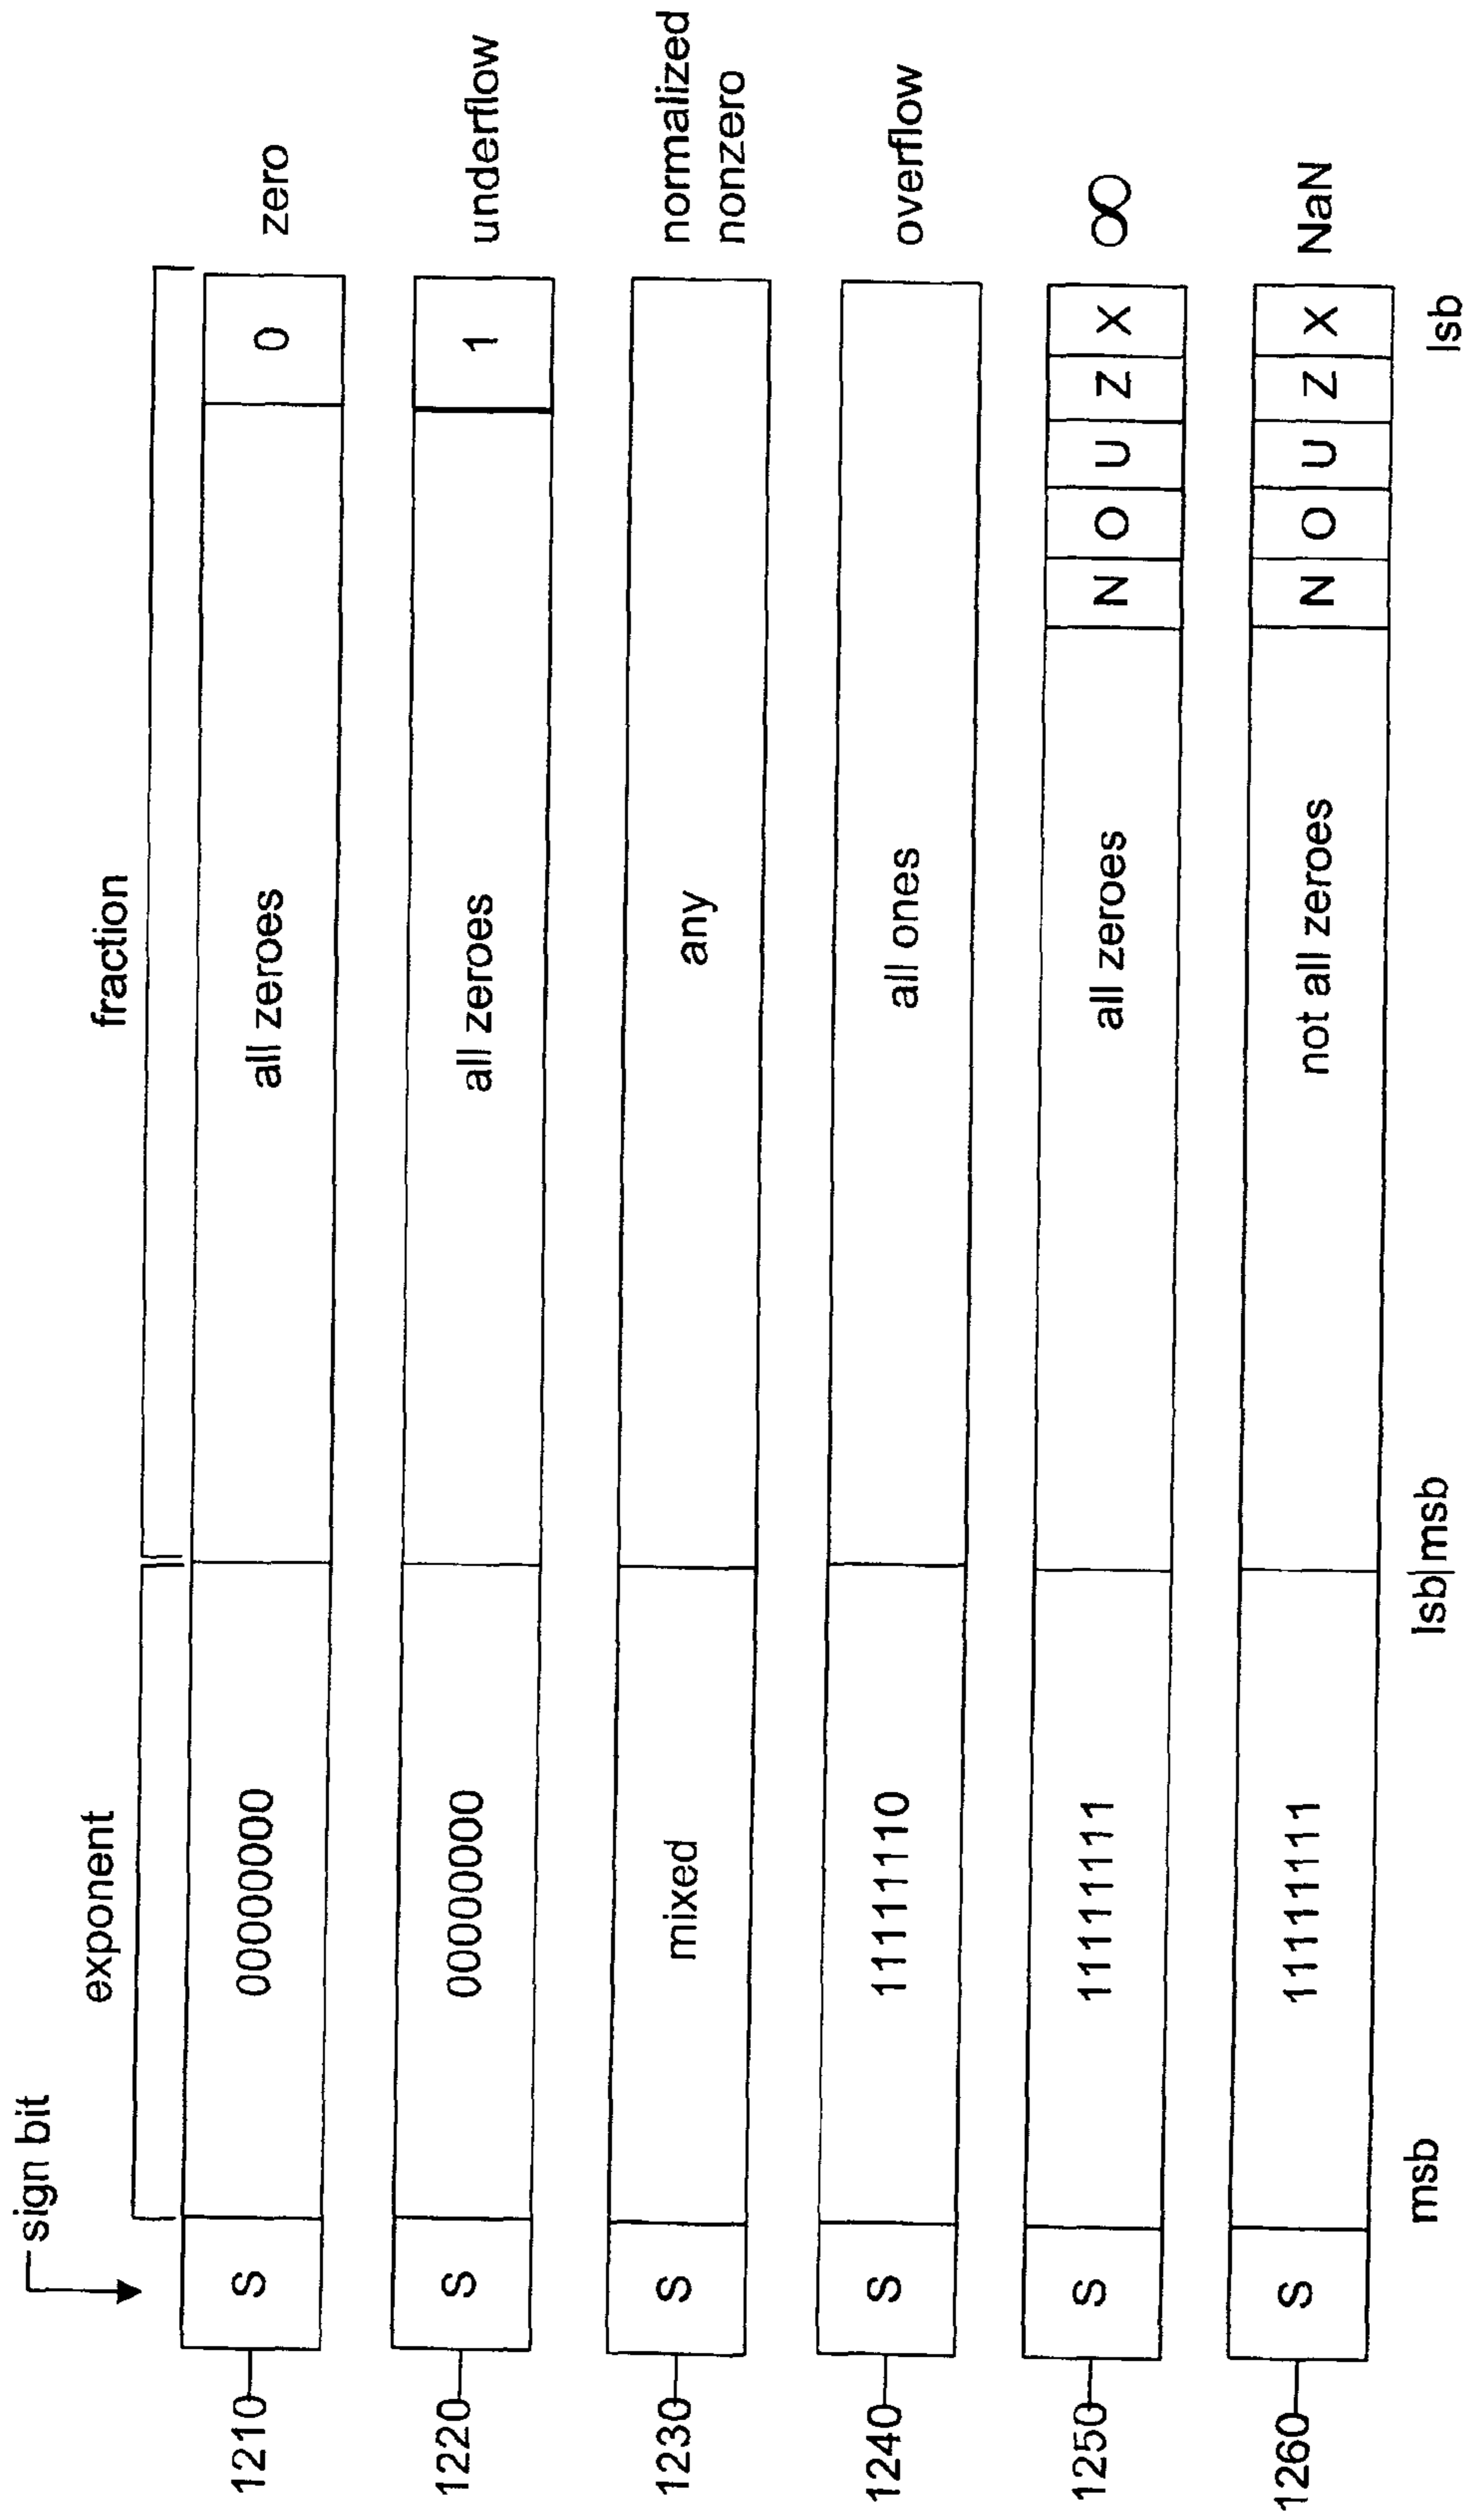 sign bit
exponent fraction
1210 S 00000000 all zeroes 0 zero
1220 S 00000000 all zeroes 1 underflow
1230 S mixed any normalized
nonzero
1240 S 11111110 all ones overflow
1250 S 11111111 all zeroes N O U Z X ∞
1260 S 11111111 not all zeroes N O U Z X NaN
msb lsb|msb lsb